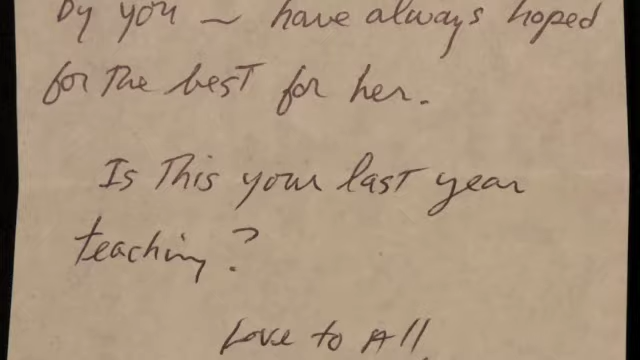 by you ~ have always hoped
for the best for her.
Is this your last year
teaching?
Love to All